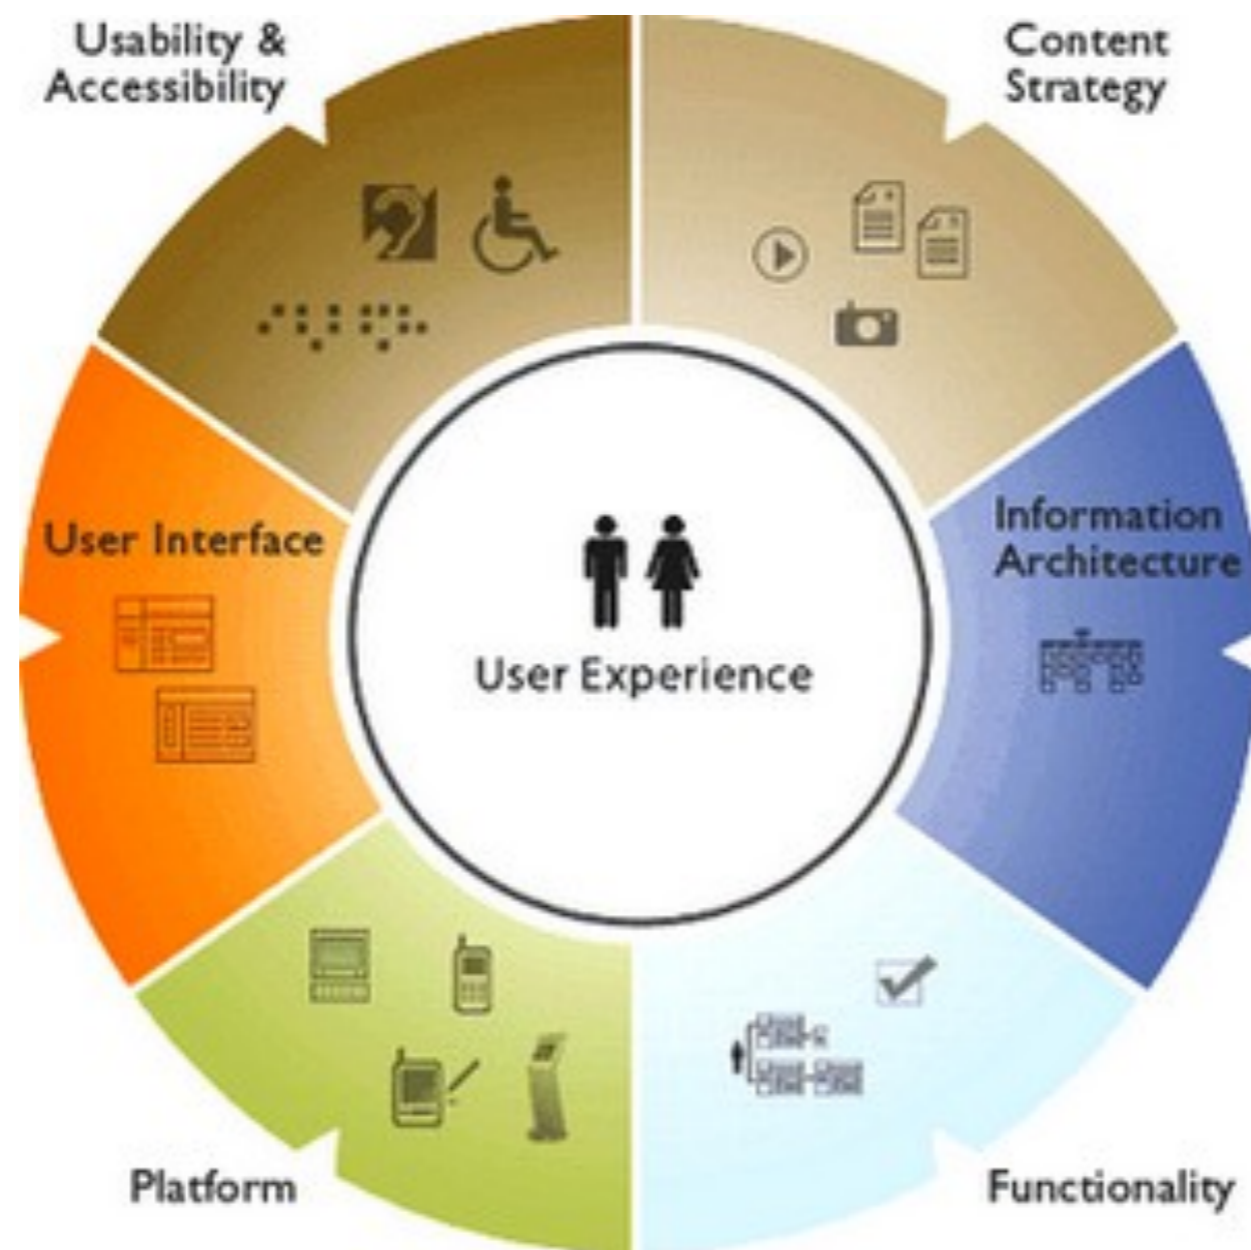 Usability &
Accessibility
Content
Strategy
User Interface
Information
Architecture
User Experience
Platform
Functionality